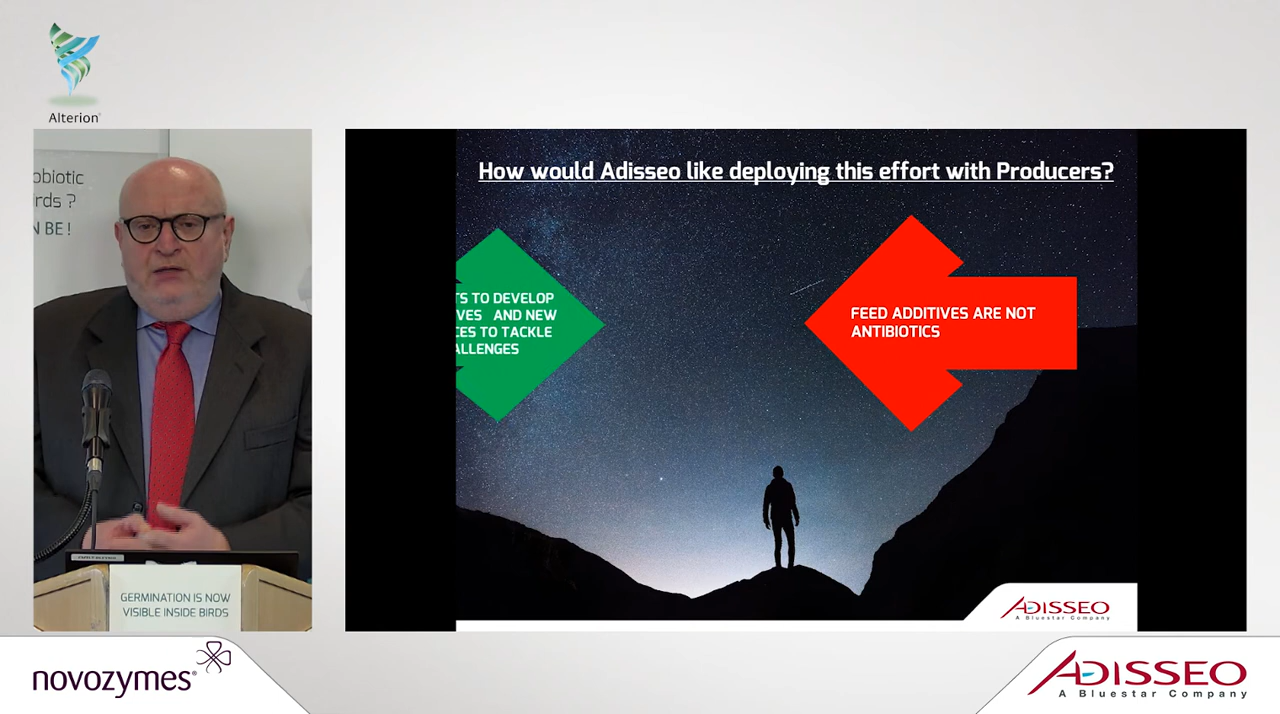 Alterion®
obiotic
irds ?
N BE !
How would Adisseo like deploying this effort with Producers?
TS TO DEVELOP
VES AND NEW
CES TO TACKLE
ALLENGES
FEED ADDITIVES ARE NOT
ANTIBIOTICS
GERMINATION IS NOW
VISIBLE INSIDE BIRDS
ADISSEO
A Bluestar Company
novozymes®
ADISSEO
A Bluestar Company